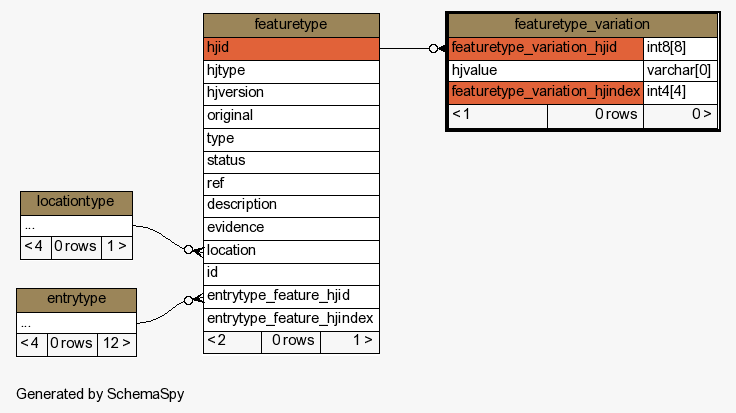 featuretype
hjid
hjtype
hjversion
original
type
status
ref
description
evidence
location
id
entrytype_feature_hjid
entrytype_feature_hjindex
< 2 0 rows 1 >
featuretype_variation
featuretype_variation_hjid int8[8]
hjvalue varchar[0]
featuretype_variation_hjindex int4[4]
< 1 0 rows 0 >
locationtype
...
< 4 0 rows 1 >
entrytype
...
< 4 0 rows 12 >
Generated by SchemaSpy